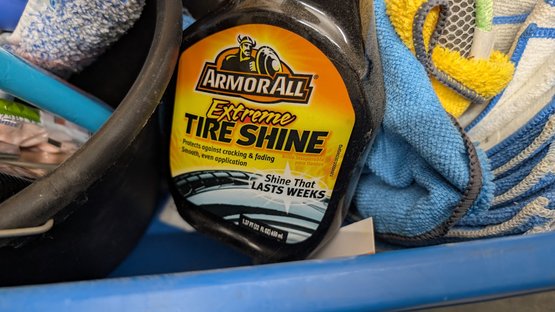 ARMOR ALL
Extreme
TIRE SHINE
Protects against cracking & fading
Smooth, even application
Shine That
LASTS WEEKS